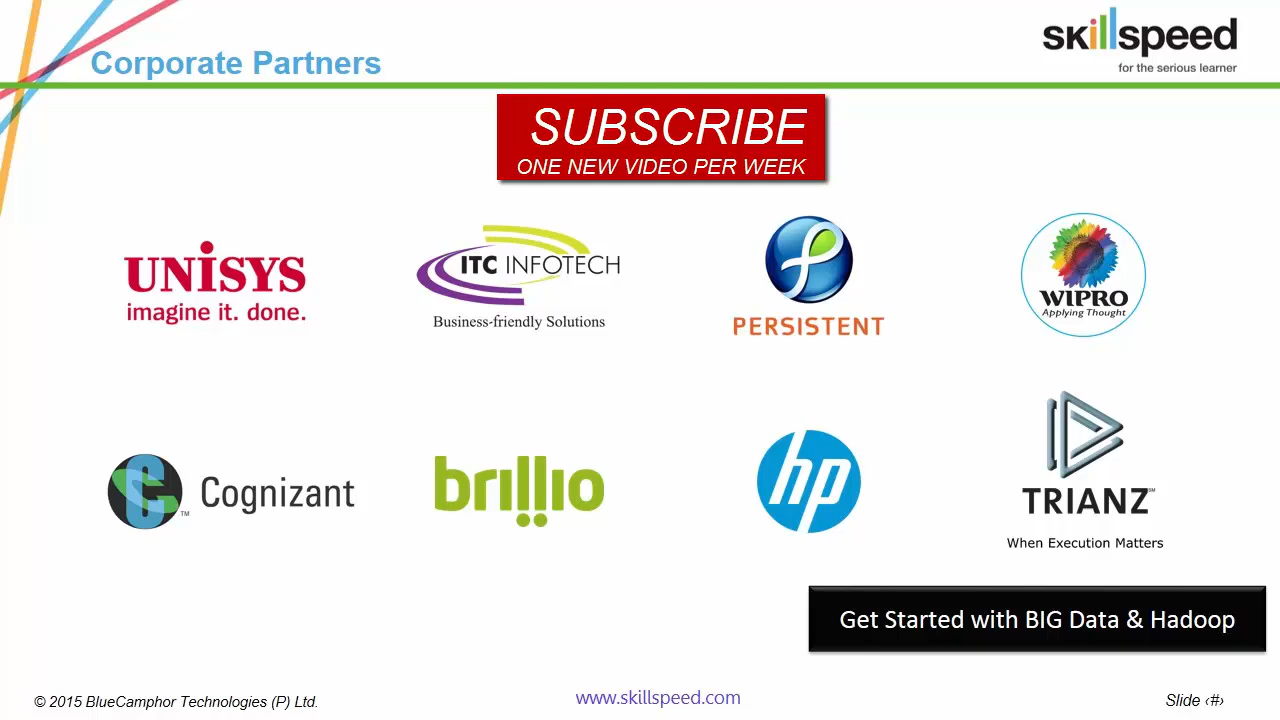 skillspeed
for the serious learner
Corporate Partners
SUBSCRIBE
ONE NEW VIDEO PER WEEK
UNiSYS
imagine it. done.
ITC INFOTECH
Business-friendly Solutions
PERSISTENT
WIPRO
Applying Thought
Cognizant
TM
brillio
hp
TRIANZ℠
When Execution Matters
Get Started with BIG Data & Hadoop
© 2015 BlueCamphor Technologies (P) Ltd.
www.skillspeed.com
Slide ‹#›